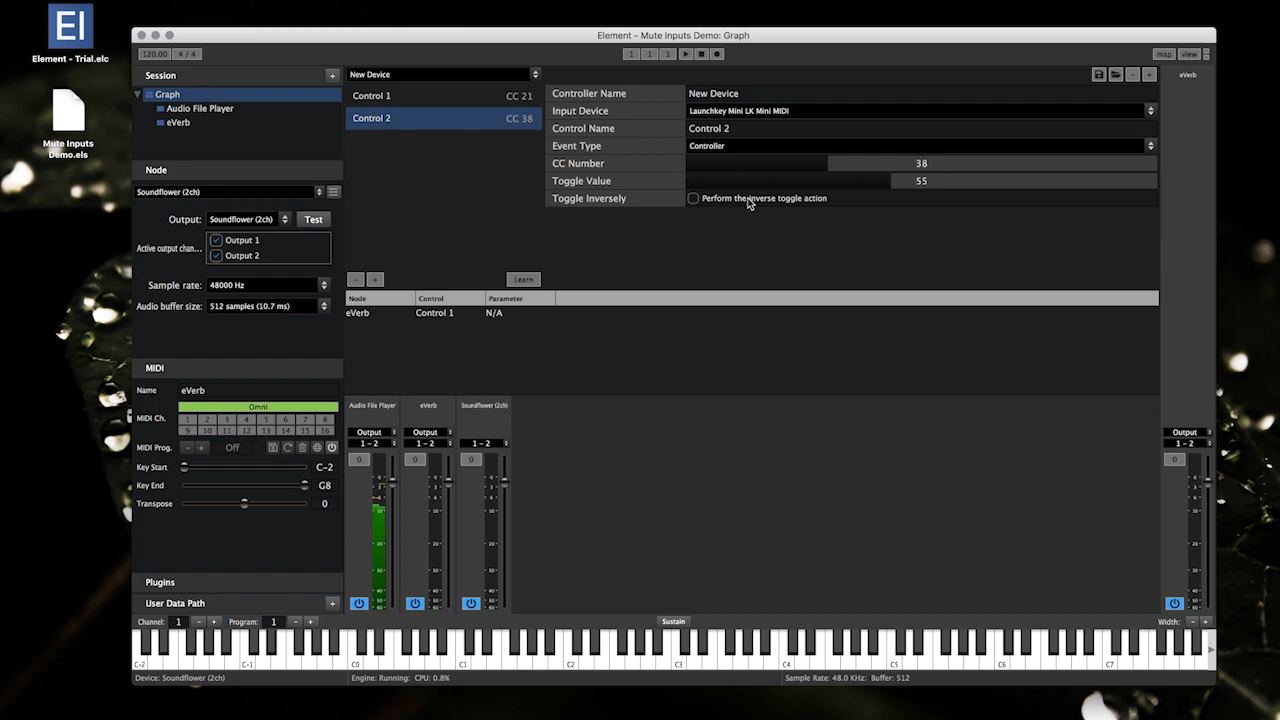 EI
Element - Trial.elc
Mute Inputs
Demo.els
Element - Mute Inputs Demo: Graph
120.00 4 / 4
1 1 1
map view
Session +
Graph
Audio File Player
eVerb
Node
Soundflower (2ch)
Output: Soundflower (2ch) Test
Active output chan...
Output 1
Output 2
Sample rate: 48000 Hz
Audio buffer size: 512 samples (10.7 ms)
MIDI
Name eVerb
Omni
MIDI Ch. 1 2 3 4 5 6 7 8
9 10 11 12 13 14 15 16
MIDI Prog. - + Off
Key Start C-2
Key End G8
Transpose 0
Plugins
User Data Path +
New Device
Control 1 CC 21
Control 2 CC 38
- +
Controller Name New Device
Input Device Launchkey Mini LK Mini MIDI
Control Name Control 2
Event Type Controller
CC Number 38
Toggle Value 55
Toggle Inversely Perform the inverse toggle action
- + Learn
Node Control Parameter
eVerb Control 1 N/A
Audio File Player eVerb Soundflower (2ch)
Output Output
1 - 2 1 - 2 1 - 2
0 0 0
eVerb
Output
1 - 2
0
Channel: 1 - + Program: 1 - +
Sustain
Width: - +
C-2 C-1 C0 C1 C2 C3 C4 C5 C6 C7
Device: Soundflower (2ch)
Engine: Running: CPU: 0.8%
Sample Rate: 48.0 KHz: Buffer: 512